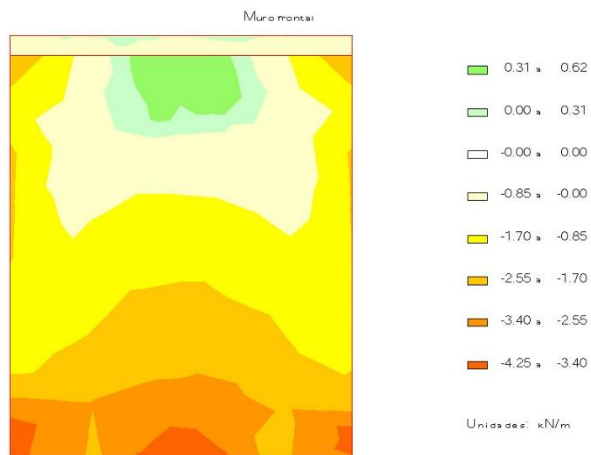 Muro frontal
0.31 a 0.62
0.00 a 0.31
-0.00 a 0.00
-0.85 a -0.00
-1.70 a -0.85
-2.55 a -1.70
-3.40 a -2.55
-4.25 a -3.40
Unidades: kN/m